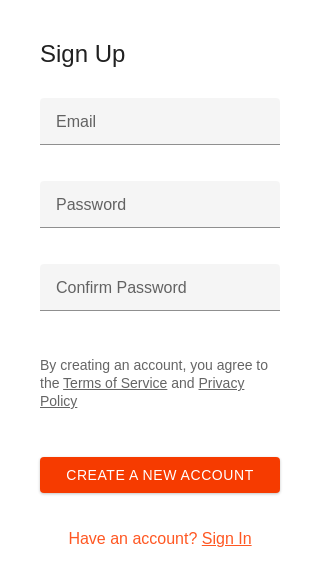 Sign Up
Email
Password
Confirm Password
By creating an account, you agree to
the Terms of Service and Privacy
Policy
CREATE A NEW ACCOUNT
Have an account? Sign In